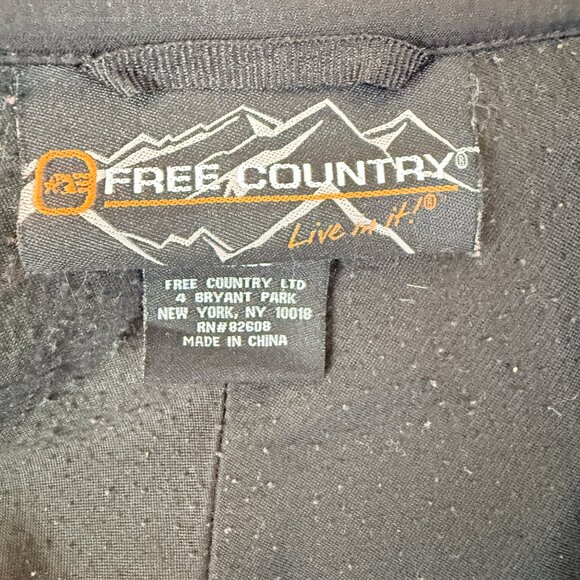 FREE COUNTRY®
Live in it!®
FREE COUNTRY LTD
4 BRYANT PARK
NEW YORK, NY 10018
RN#82608
MADE IN CHINA